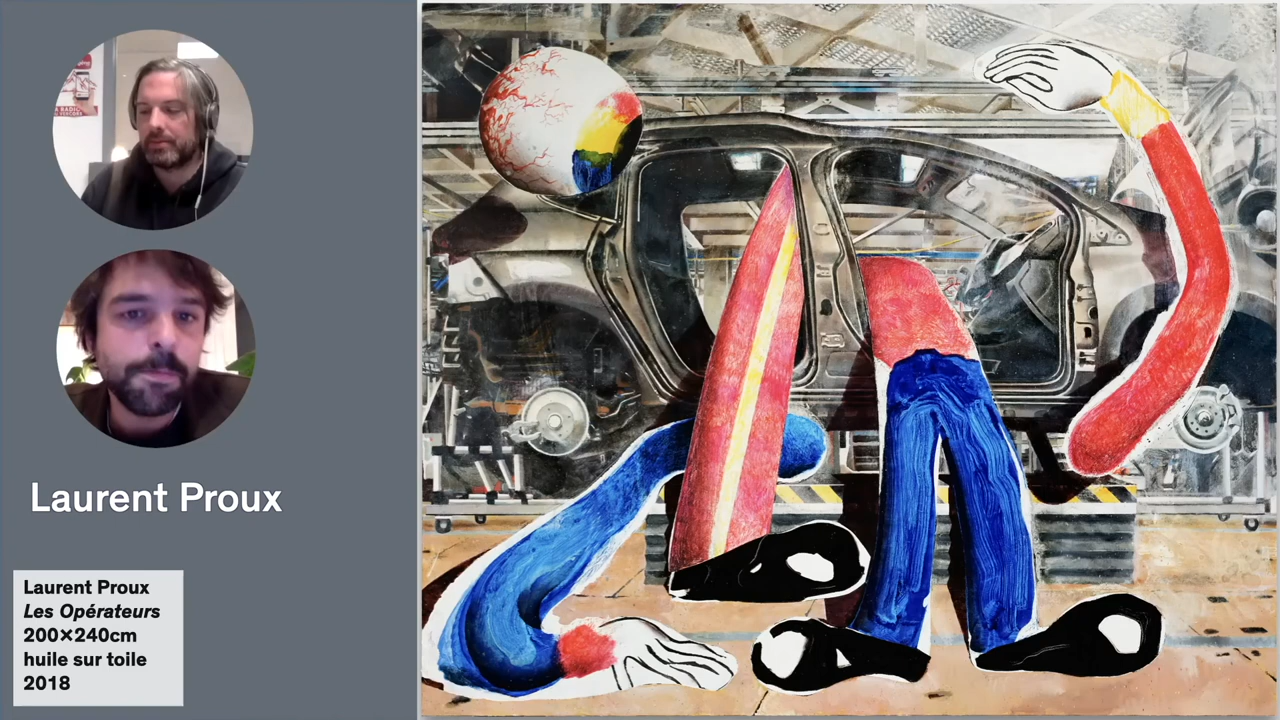 Laurent Proux
Laurent Proux
Les Opérateurs
200×240cm
huile sur toile
2018